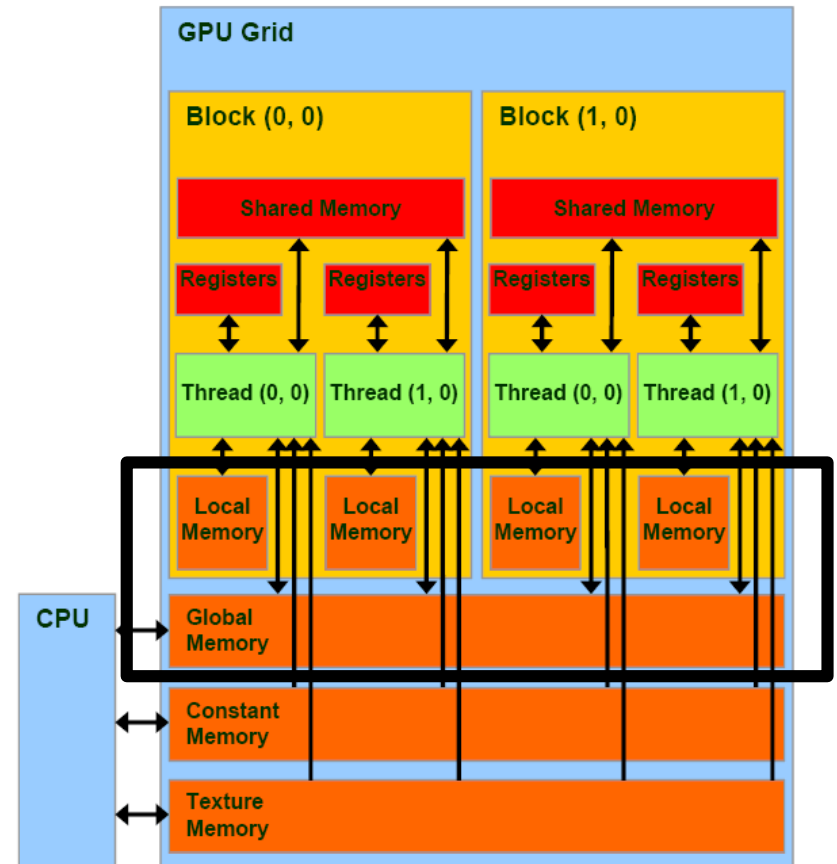 GPU Grid
Block (0, 0)
Block (1, 0)
Shared Memory
Shared Memory
Registers
Registers
Registers
Registers
Thread (0, 0)
Thread (1, 0)
Thread (0, 0)
Thread (1, 0)
Local
Memory
Local
Memory
Local
Memory
Local
Memory
CPU
Global
Memory
Constant
Memory
Texture
Memory